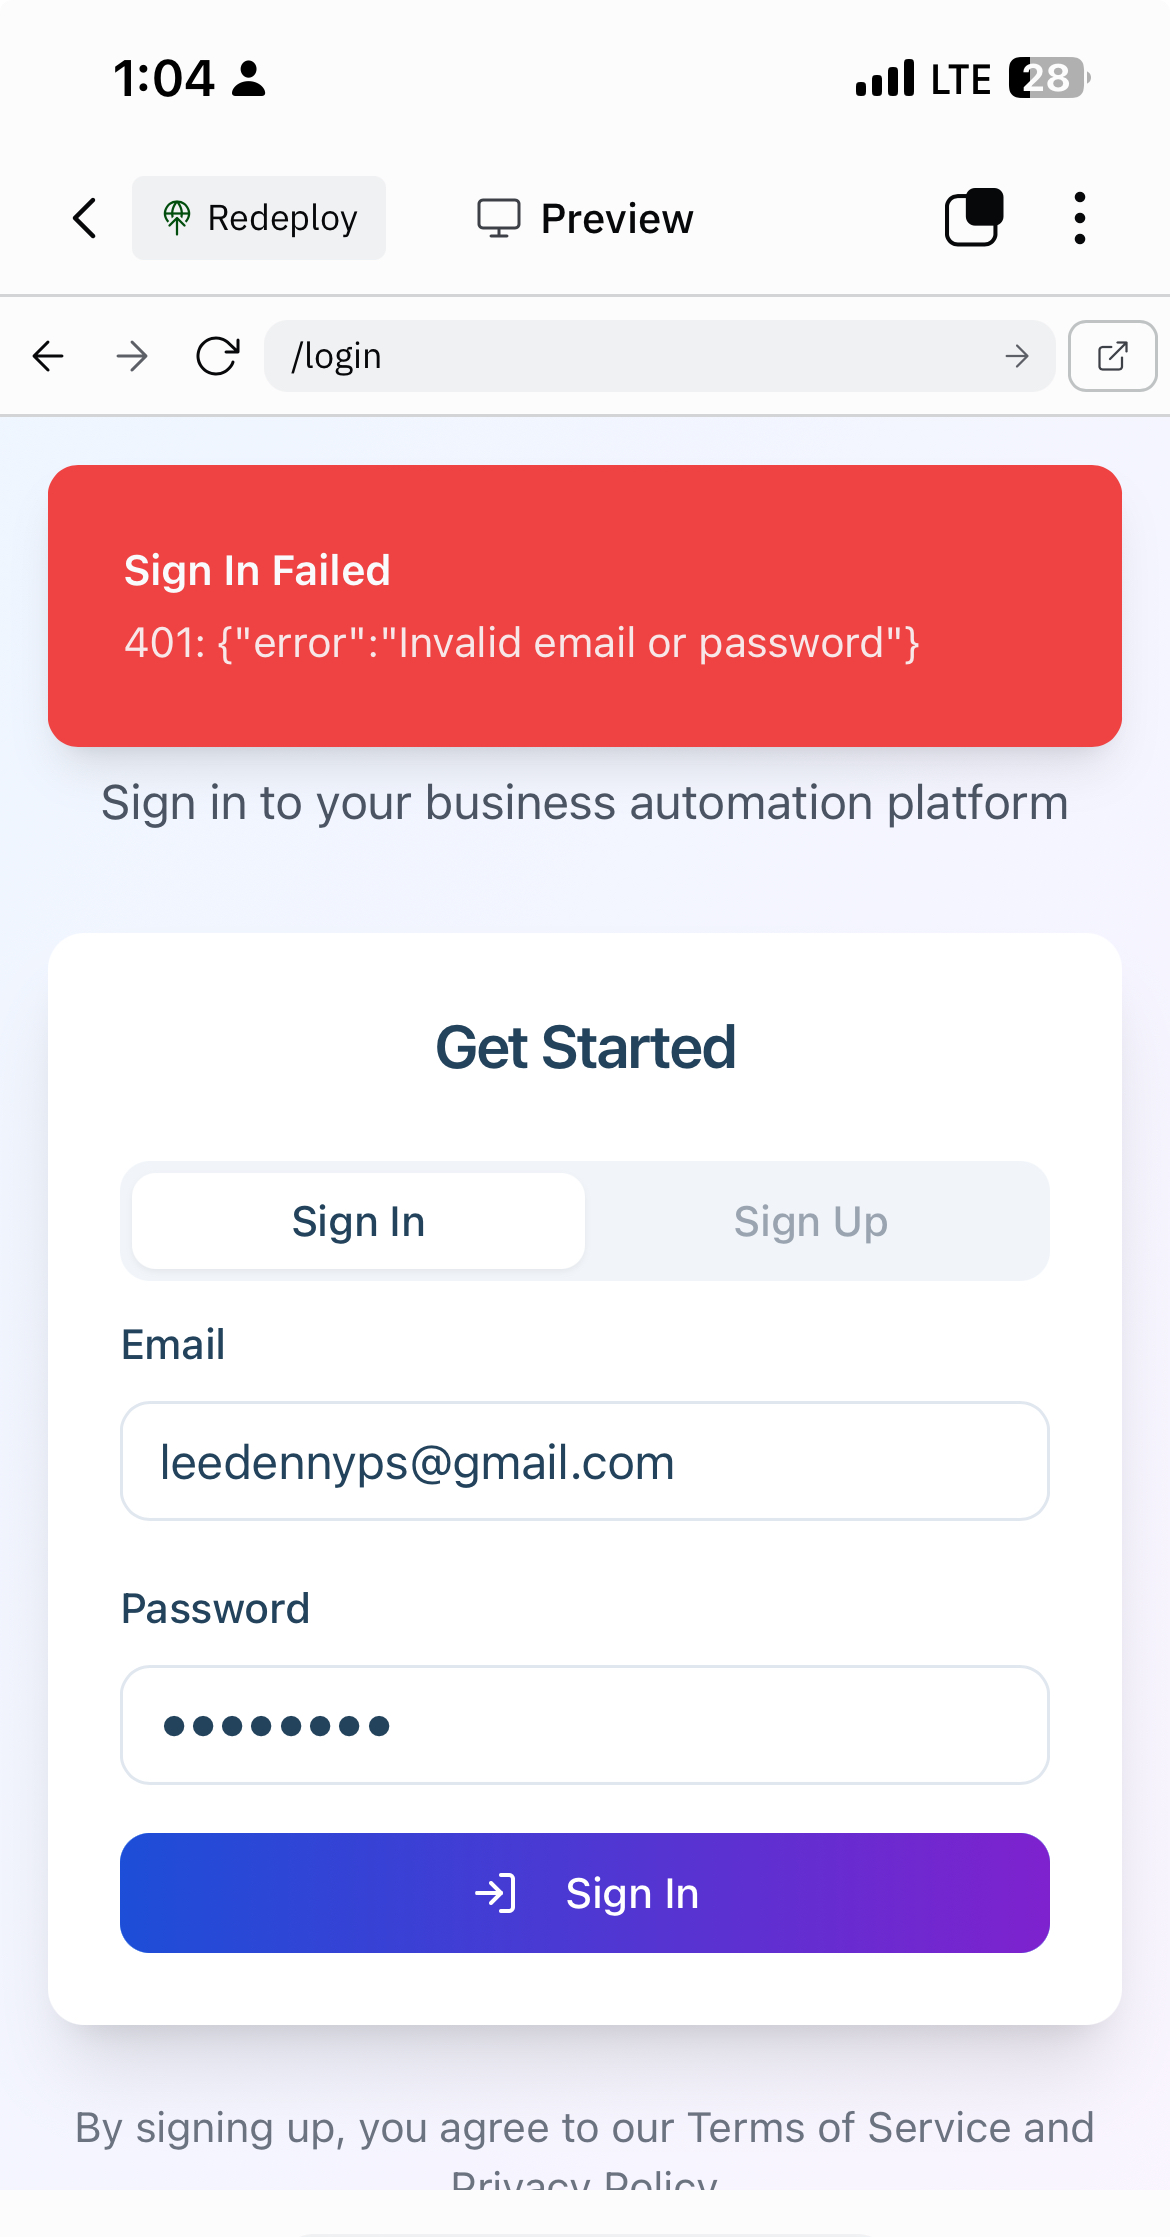 1:04 LTE 28
Redeploy Preview
/login
Sign In Failed
401: {"error":"Invalid email or password"}
Sign in to your business automation platform
Get Started
Sign In Sign Up
Email
leedennyps@gmail.com
Password
Sign In
By signing up, you agree to our Terms of Service and
Privacy Policy